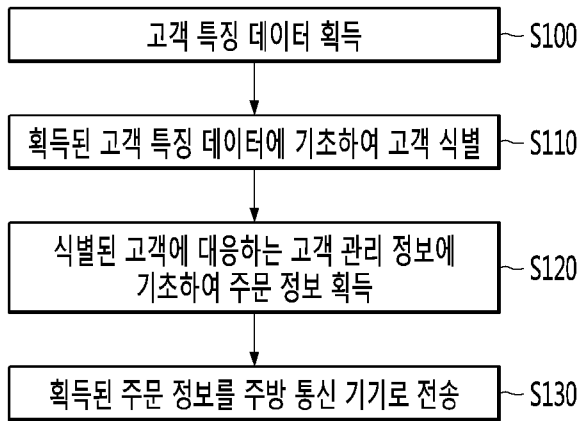 고객 특징 데이터 획득
S100
획득된 고객 특징 데이터에 기초하여 고객 식별
S110
식별된 고객에 대응하는 고객 관리 정보에
기초하여 주문 정보 획득
S120
획득된 주문 정보를 주방 통신 기기로 전송
S130